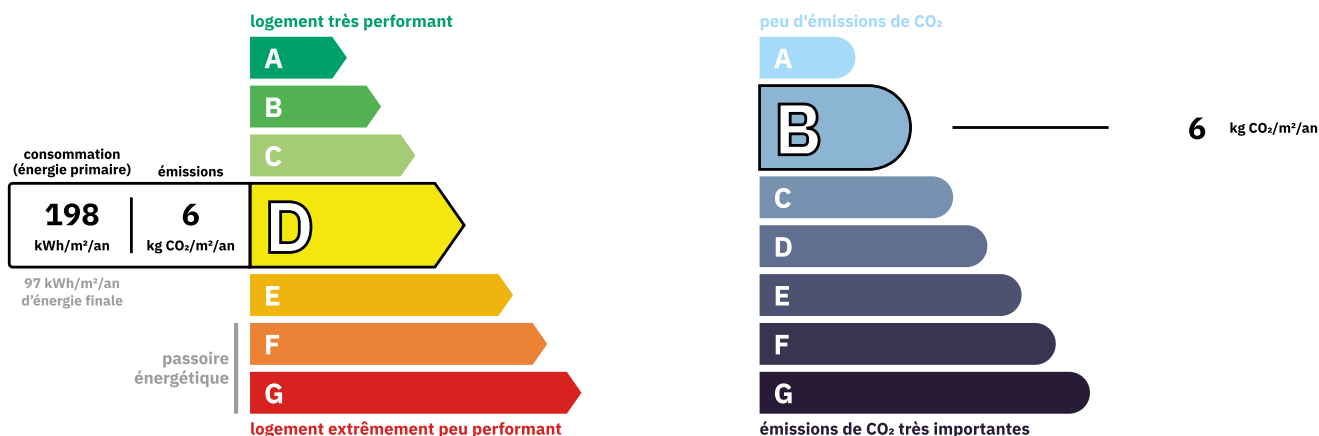 logement très performant
A
B
C
consommation
(énergie primaire)
émissions
198
kWh/m²/an
6
kg CO₂/m²/an
D
97 kWh/m²/an
d'énergie finale
E
passoire
énergétique
F
G
logement extrêmement peu performant
peu d'émissions de CO₂
A
B
6 kg CO₂/m²/an
C
D
E
F
G
émissions de CO₂ très importantes